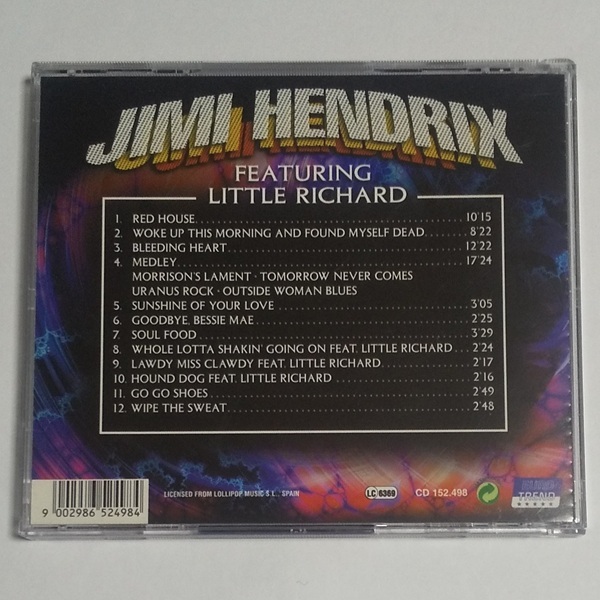 JIMI HENDRIX
FEATURING
LITTLE RICHARD
1. RED HOUSE 10'15
2. WOKE UP THIS MORNING AND FOUND MYSELF DEAD 8'22
3. BLEEDING HEART 12'22
4. MEDLEY 17'24
MORRISON'S LAMENT · TOMORROW NEVER COMES
URANUS ROCK · OUTSIDE WOMAN BLUES
5. SUNSHINE OF YOUR LOVE 3'05
6. GOODBYE, BESSIE MAE 2'25
7. SOUL FOOD 3'29
8. WHOLE LOTTA SHAKIN' GOING ON FEAT. LITTLE RICHARD 2'24
9. LAWDY MISS CLAWDY FEAT. LITTLE RICHARD 2'17
10. HOUND DOG FEAT. LITTLE RICHARD 2'16
11. GO GO SHOES 2'49
12. WIPE THE SWEAT 2'48
LICENSED FROM LOLLIPOP MUSIC S.L., SPAIN
LC 6369
CD 152.498
TREND
9 002986 524984